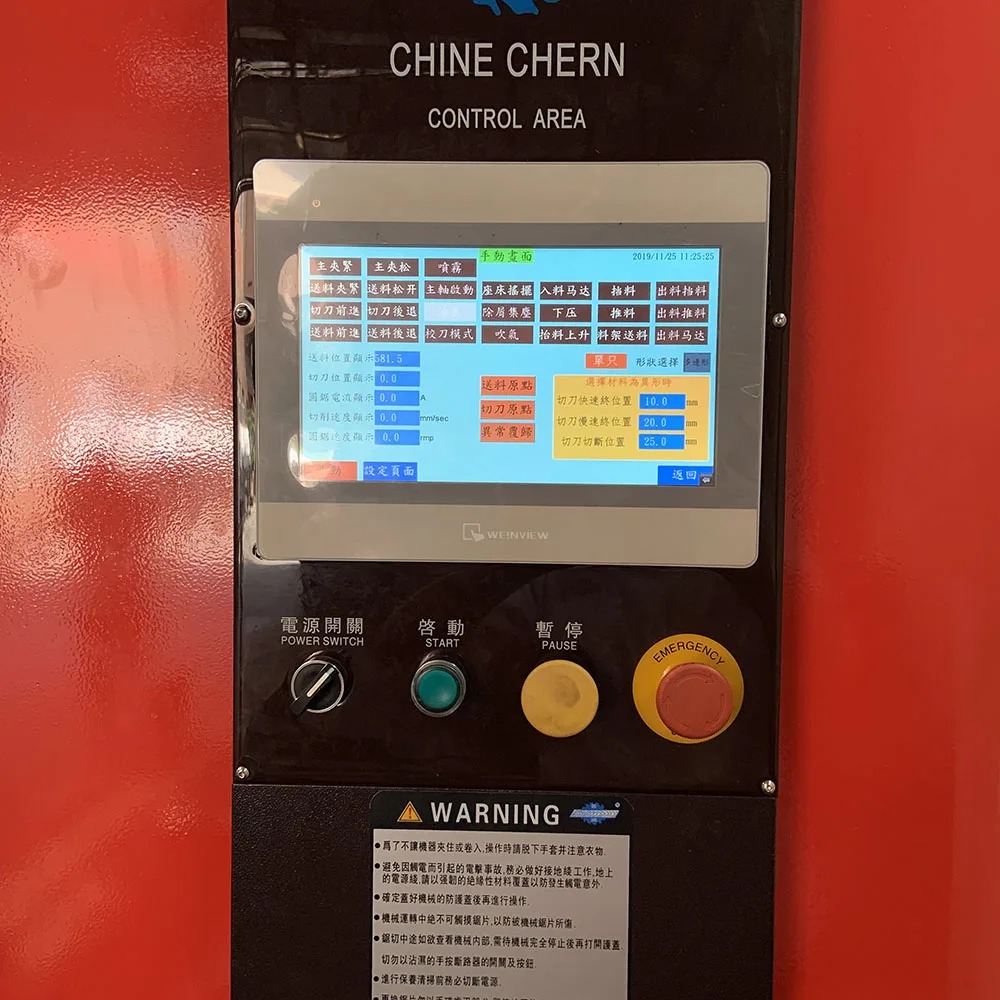 CHINE CHERN
CONTROL AREA
手動畫面
2019/11/25 11:25:25
主夾緊 主夾松 噴霧
送料夾緊 送料松开 主軸啟動 座床搖擺 入料马达 挡料 出料挡料
切刀前進 切刀後退 除屑集塵 下压 推料 出料推料
送料前進 送料後退 校刀模式 吹氣 抬料上升 料架送料 出料马达
送料位置顯示 581.5
單只 形狀選擇 多邊形
切刀位置顯示 0.0
圓鋸電流顯示 0.0 A
切削速度顯示 0.0 mm/sec
圓鋸速度顯示 0.0 rmp
送料原點
切刀原點
異常覆歸
選擇材料為異形時
切刀快速終位置 10.0 mm
切刀慢速終位置 20.0 mm
切刀切斷位置 25.0 mm
動 設定頁面 返回
WEINVIEW
電源開關
POWER SWITCH
啓動
START
暫停
PAUSE
EMERGENCY
WARNING
●爲了不讓機器夾住或卷入,操作時請脱下手套并注意衣物.
●避免因觸電而引起的電擊事故,務必做好接地綫工作,地上
的電源綫,請以强韌的绝缘性材料覆蓋以防發生觸電意外.
●確定蓋好機械的防護蓋後再進行操作.
●機械運轉中绝不可觸摸鋸片,以防被機械鋸片所傷.
●鋸切中途如欲查看機械内部,需待機械完全停止後再打開護蓋.
切勿以沾濕的手按斷路器的開關及按鈕.
●進行保養清掃前務必切斷電源.